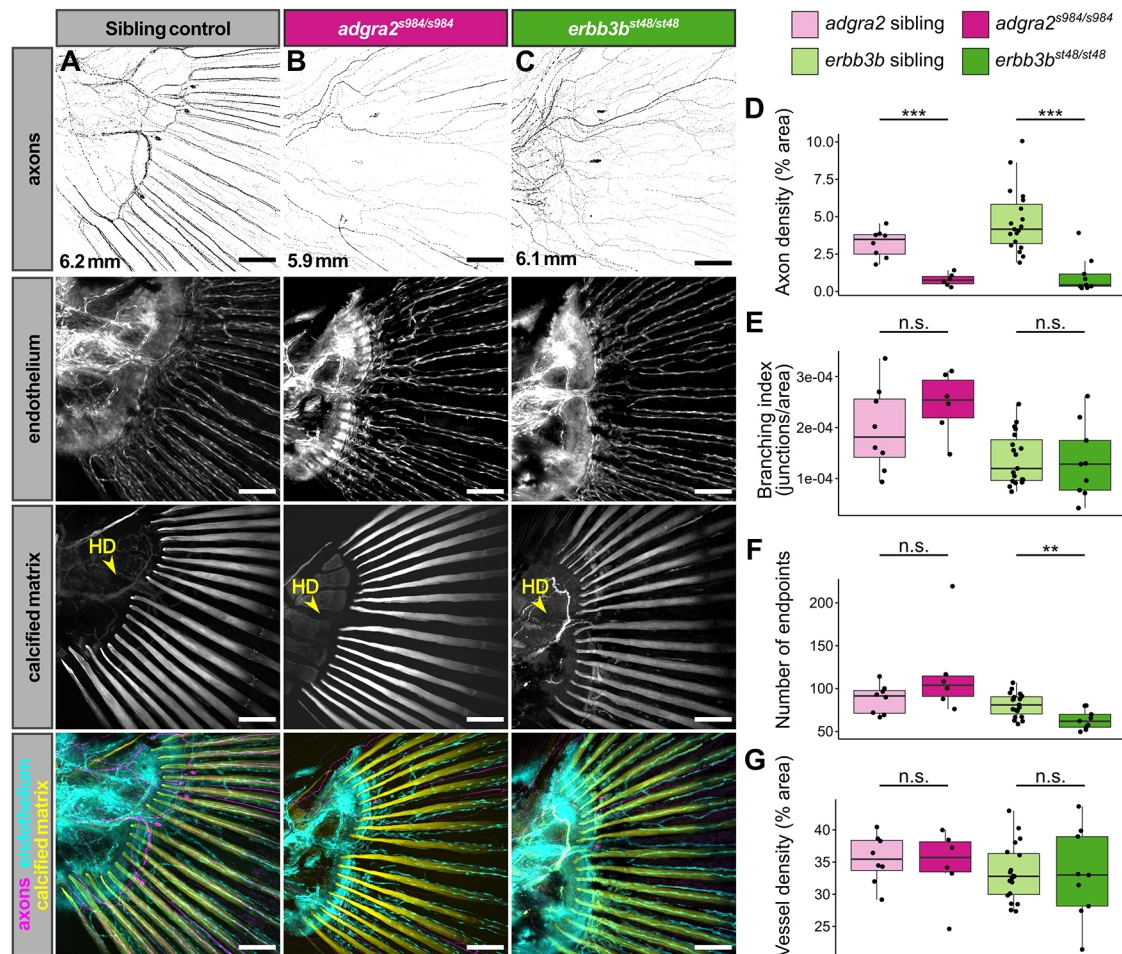 Sibling control
adgra2s984/s984
erbb3bst48/st48
adgra2 sibling
adgra2s984/s984
erbb3b sibling
erbb3bst48/st48
axons
A
B
C
6.2 mm
5.9 mm
6.1 mm
endothelium
calcified matrix
HD
HD
HD
axons endothelium
calcified matrix
D
Axon density (% area)
***
***
10.0
7.5
5.0
2.5
0.0
E
Branching index
(junctions/area)
n.s.
n.s.
3e-04
2e-04
1e-04
F
Number of endpoints
n.s.
**
200
150
100
50
G
Vessel density (% area)
n.s.
n.s.
40
35
30
25